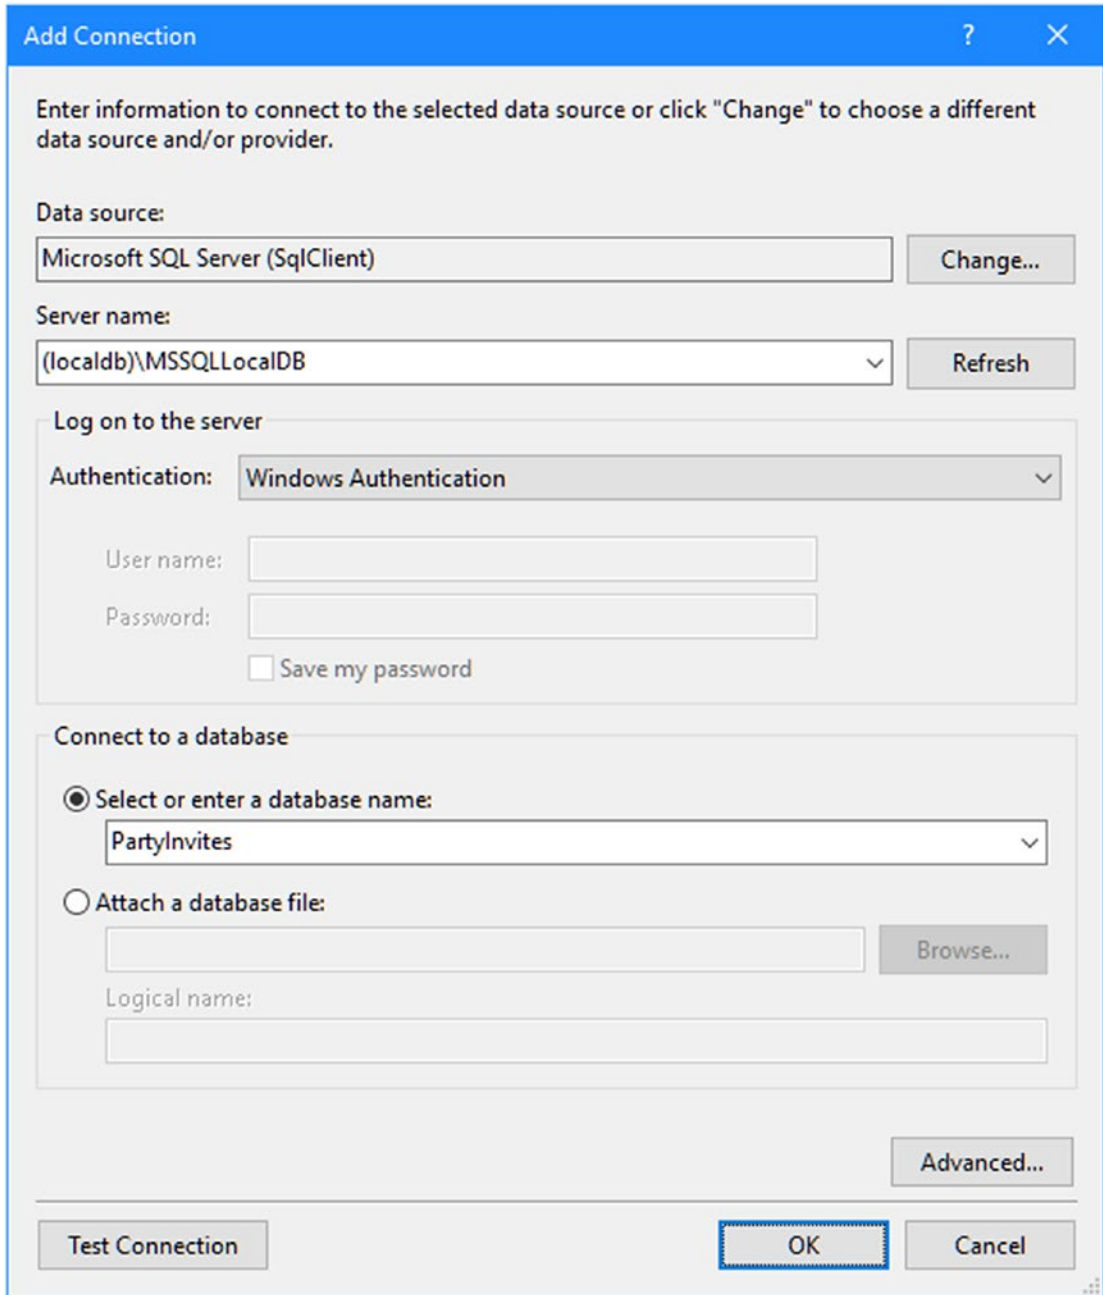 Add Connection
?
Enter information to connect to the selected data source or click "Change" to choose a different
data source and/or provider.
Data source:
Microsoft SQL Server (SqlClient)
Change...
Server name:
(localdb)\MSSQLLocalDB
Refresh
Log on to the server
Authentication:
Windows Authentication
User name:
Password:
Save my password
Connect to a database
Select or enter a database name:
PartyInvites
Attach a database file:
Browse...
Logical name:
Advanced...
Test Connection
OK
Cancel